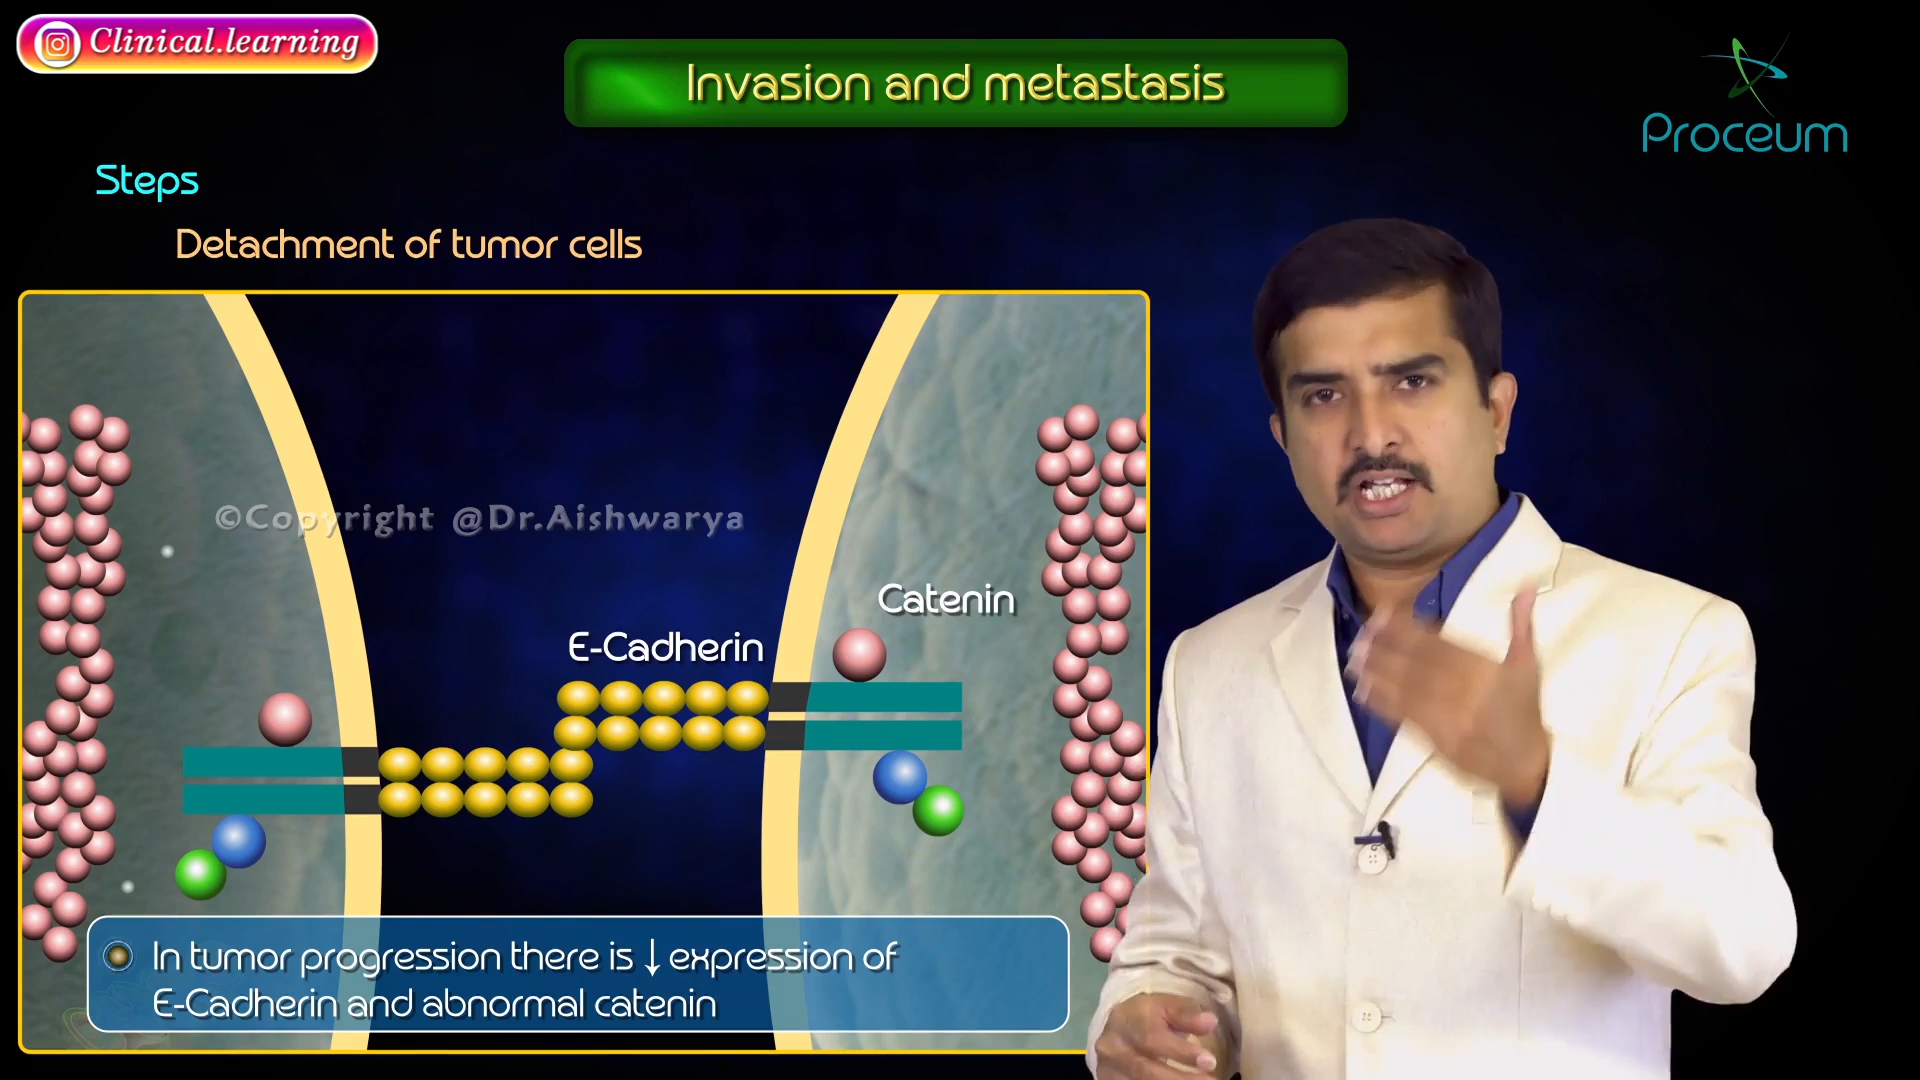 Clinical.learning
Invasion and metastasis
Proceum
Steps
Detachment of tumor cells
©Copyright @Dr.Aishwarya
Catenin
E-Cadherin
In tumor progression there is ↓ expression of
E-Cadherin and abnormal catenin